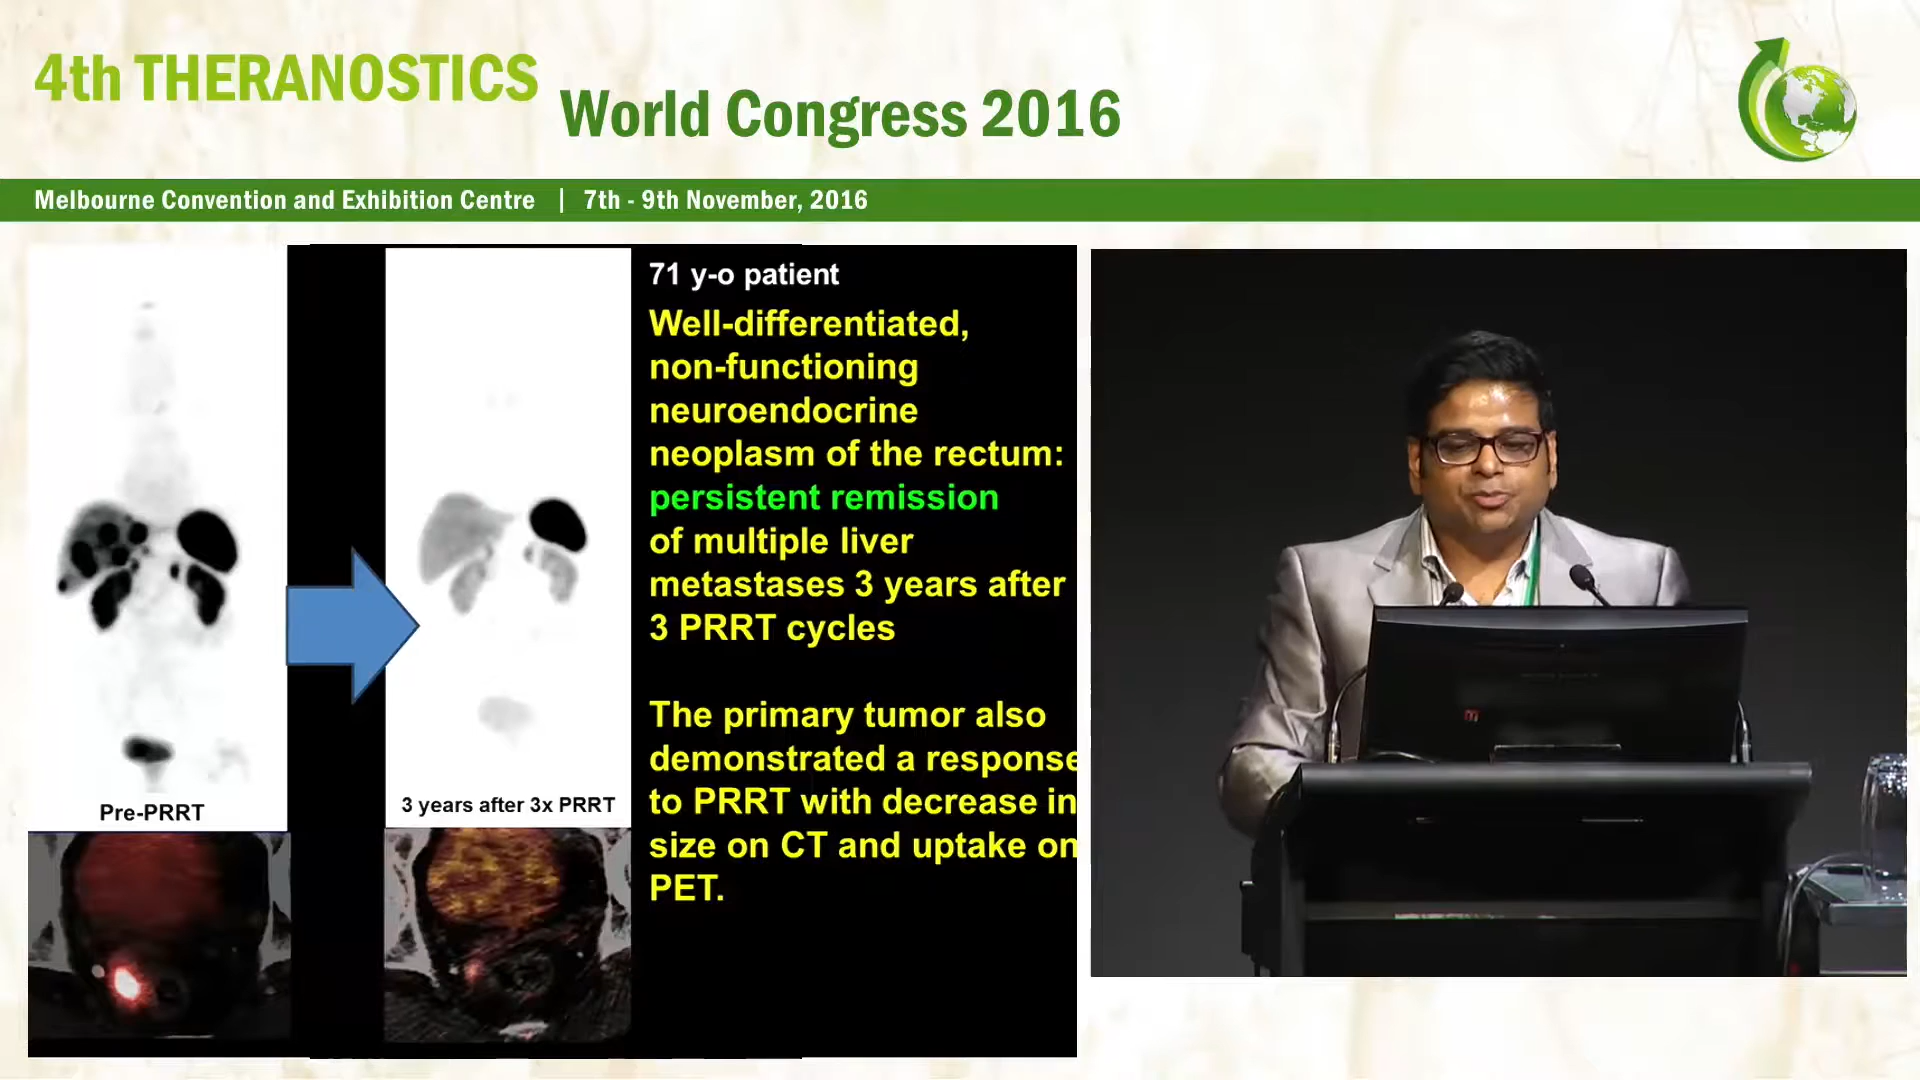 4th THERANOSTICS
World Congress 2016
Melbourne Convention and Exhibition Centre | 7th - 9th November, 2016
71 y-o patient
Well-differentiated,
non-functioning
neuroendocrine
neoplasm of the rectum:
persistent remission
of multiple liver
metastases 3 years after
3 PRRT cycles
The primary tumor also
demonstrated a response
to PRRT with decrease in
size on CT and uptake on
PET.
Pre-PRRT
3 years after 3x PRRT